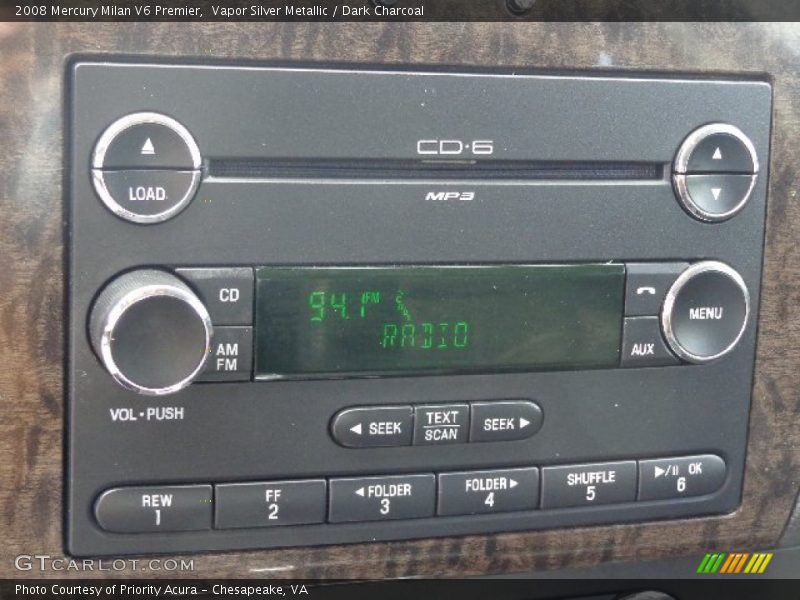 2008 Mercury Milan V6 Premier,  Vapor Silver Metallic / Dark Charcoal
CD·6
LOAD
MP3
CD
AM
FM
94.1 FM
RADIO
MENU
AUX
VOL·PUSH
◄ SEEK
TEXT
SCAN
SEEK ►
REW
1
FF
2
◄FOLDER
3
FOLDER►
4
SHUFFLE
5
►/II OK
6
GTCARLOT.COM
Photo Courtesy of Priority Acura - Chesapeake, VA